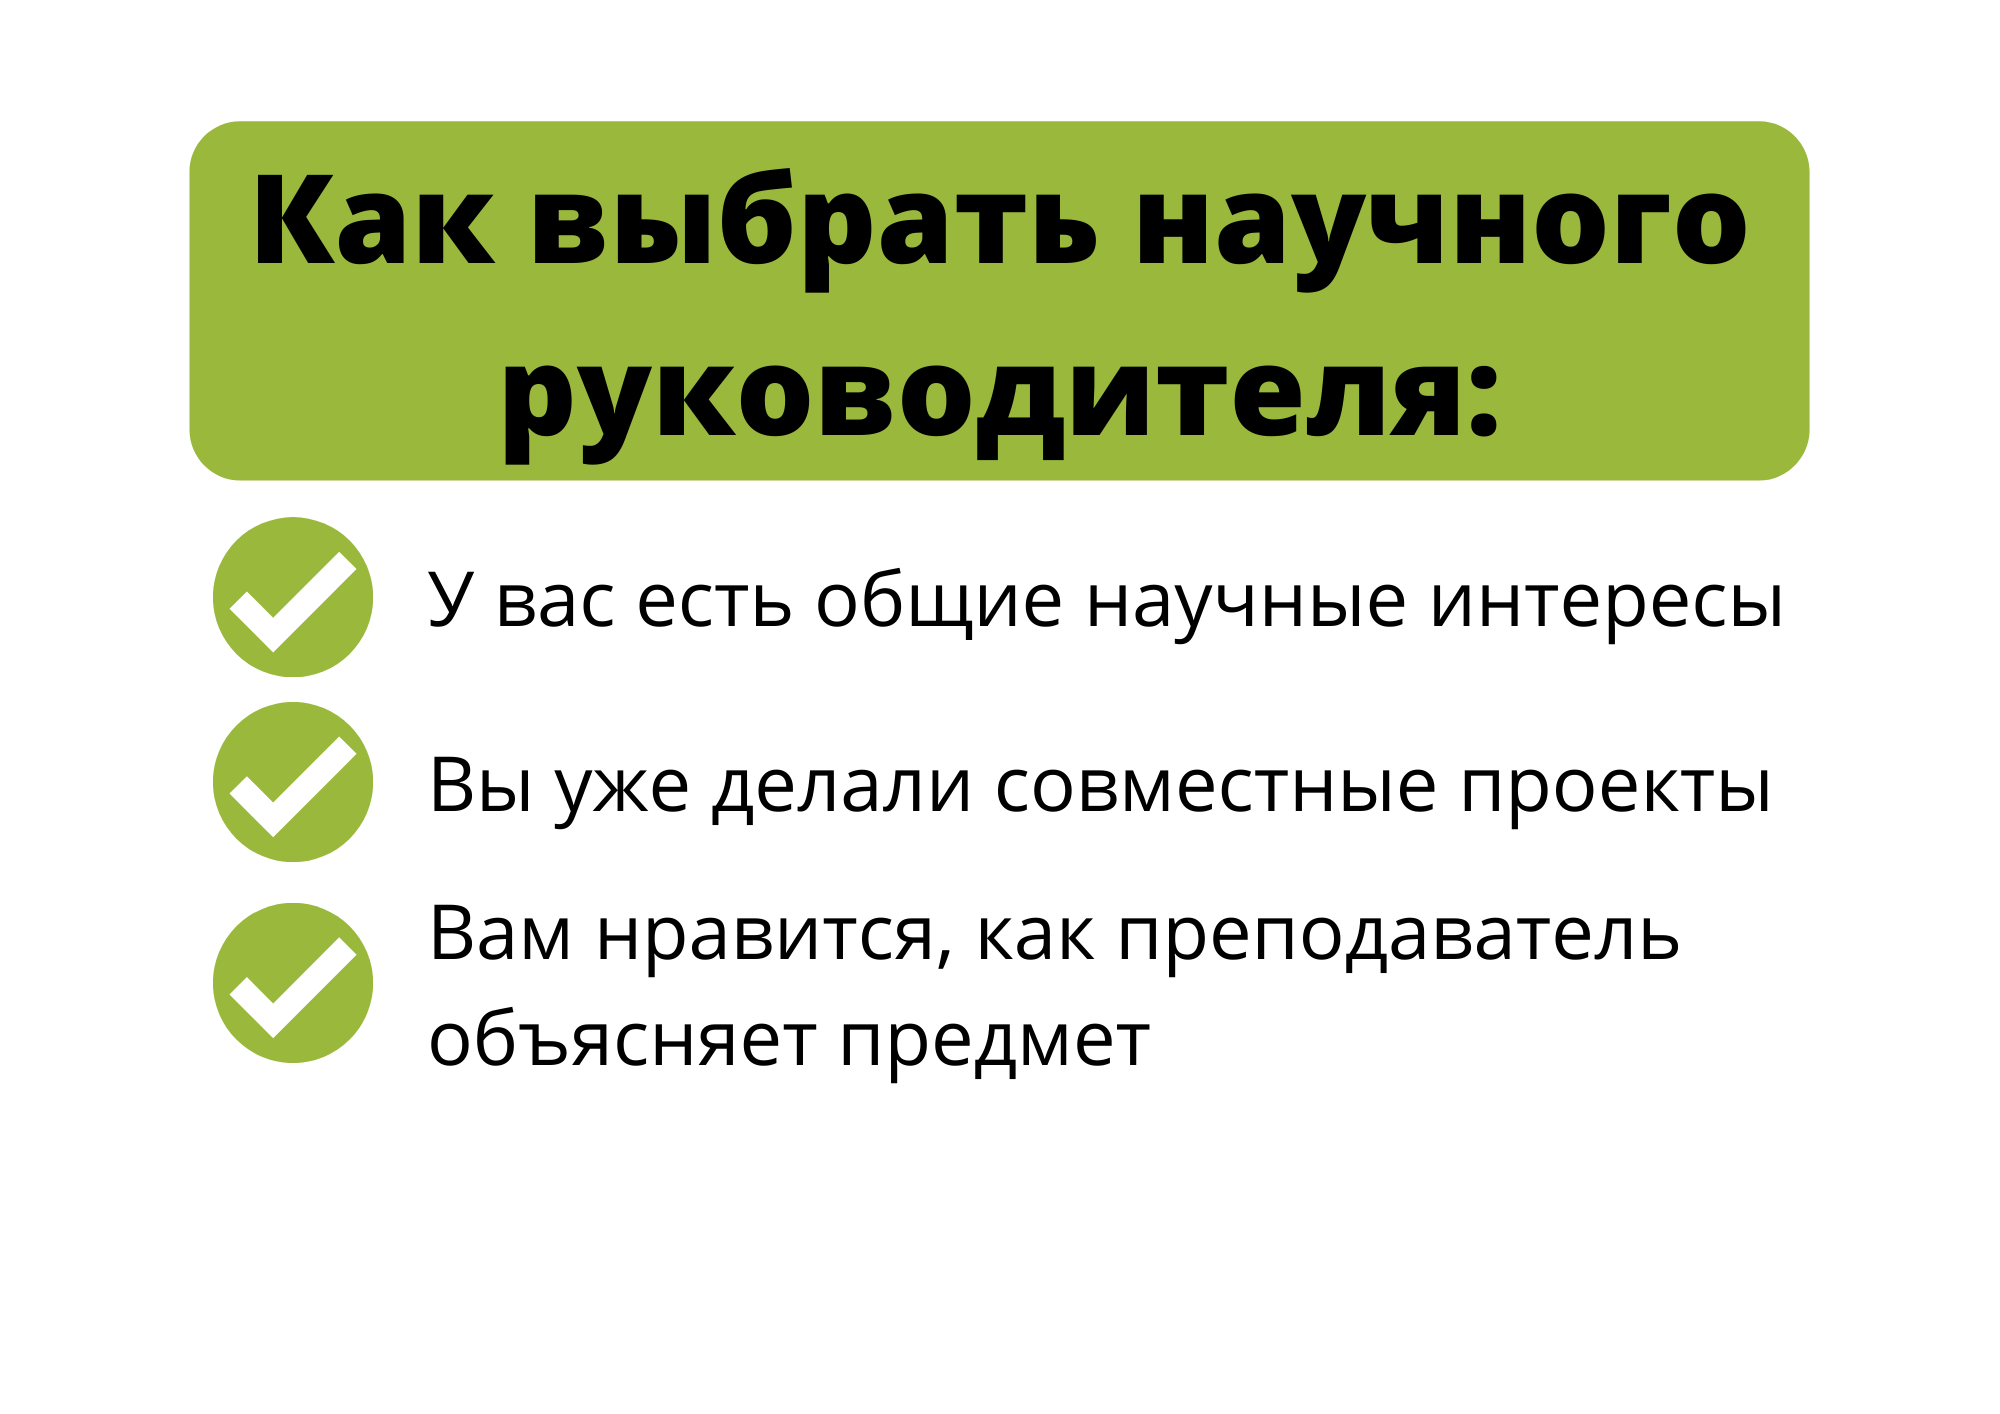 Как выбрать научного
руководителя:
У вас есть общие научные интересы
Вы уже делали совместные проекты
Вам нравится, как преподаватель
объясняет предмет